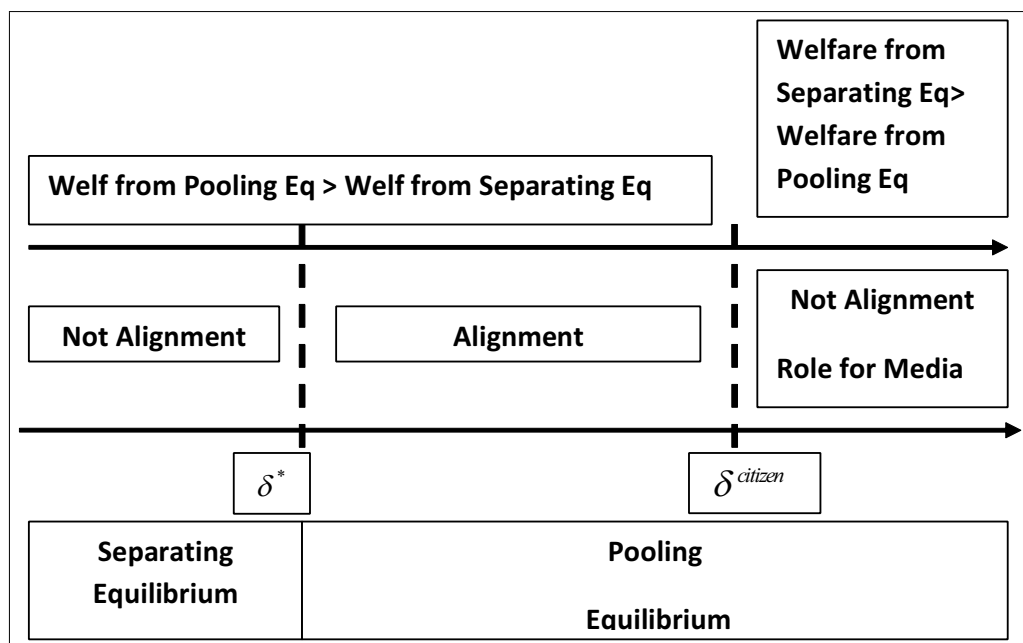 Welfare from
Separating Eq>
Welfare from
Pooling Eq
Welf from Pooling Eq > Welf from Separating Eq
Not Alignment
Alignment
Not Alignment
Role for Media
δ*
δ citizen
Separating
Equilibrium
Pooling
Equilibrium